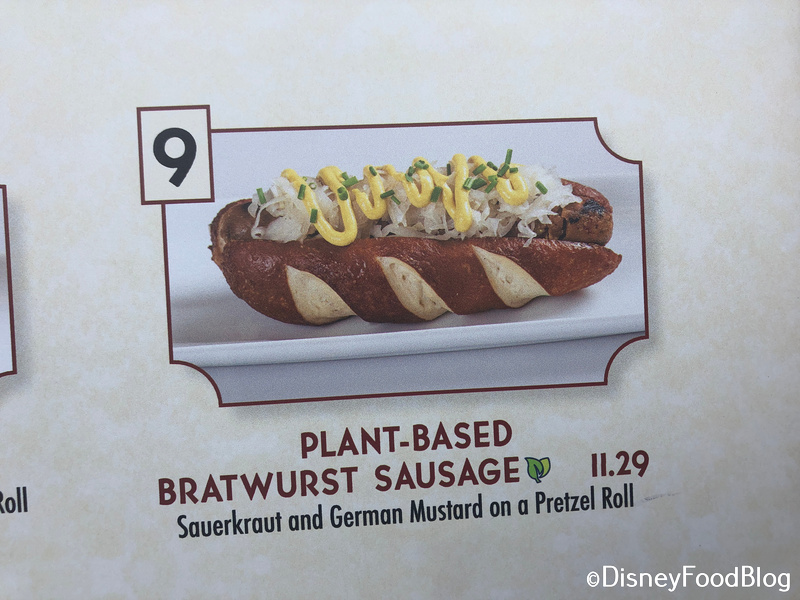 9
PLANT-BASED
BRATWURST SAUSAGE 11.29
Sauerkraut and German Mustard on a Pretzel Roll
Roll
©DisneyFoodBlog